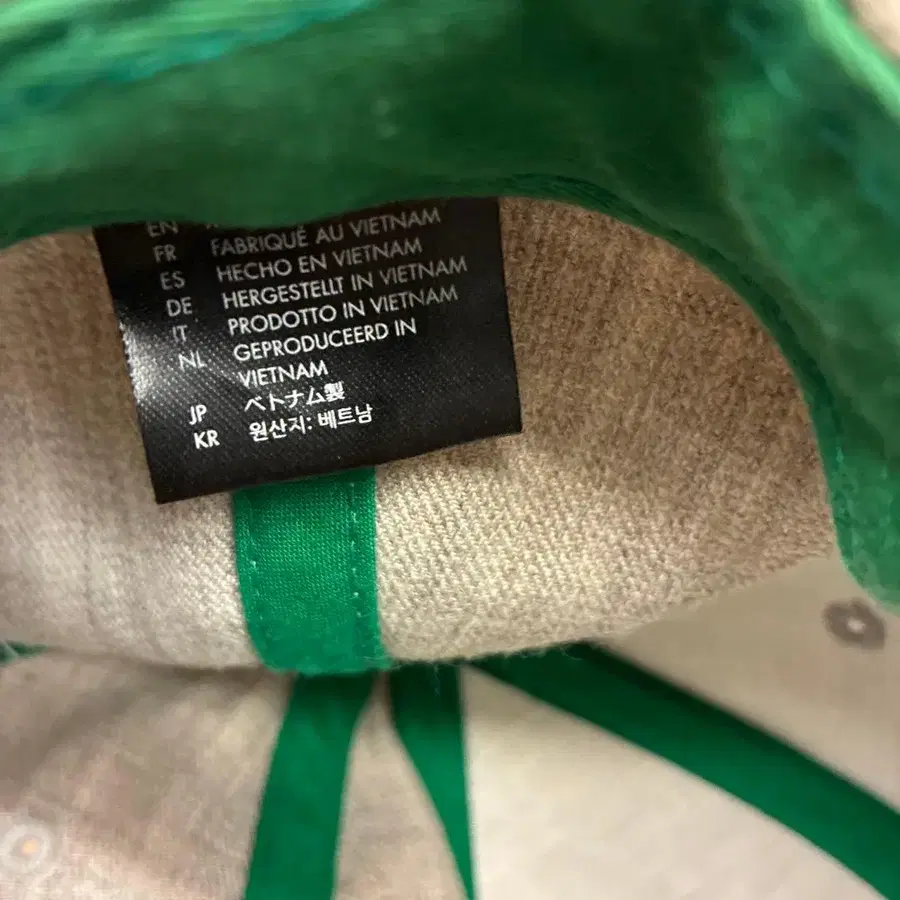 EN
FR FABRIQUÉ AU VIETNAM
ES HECHO EN VIETNAM
DE HERGESTELLT IN VIETNAM
IT PRODOTTO IN VIETNAM
NL GEPRODUCEERD IN
VIETNAM
JP ベトナム製
KR 원산지: 베트남